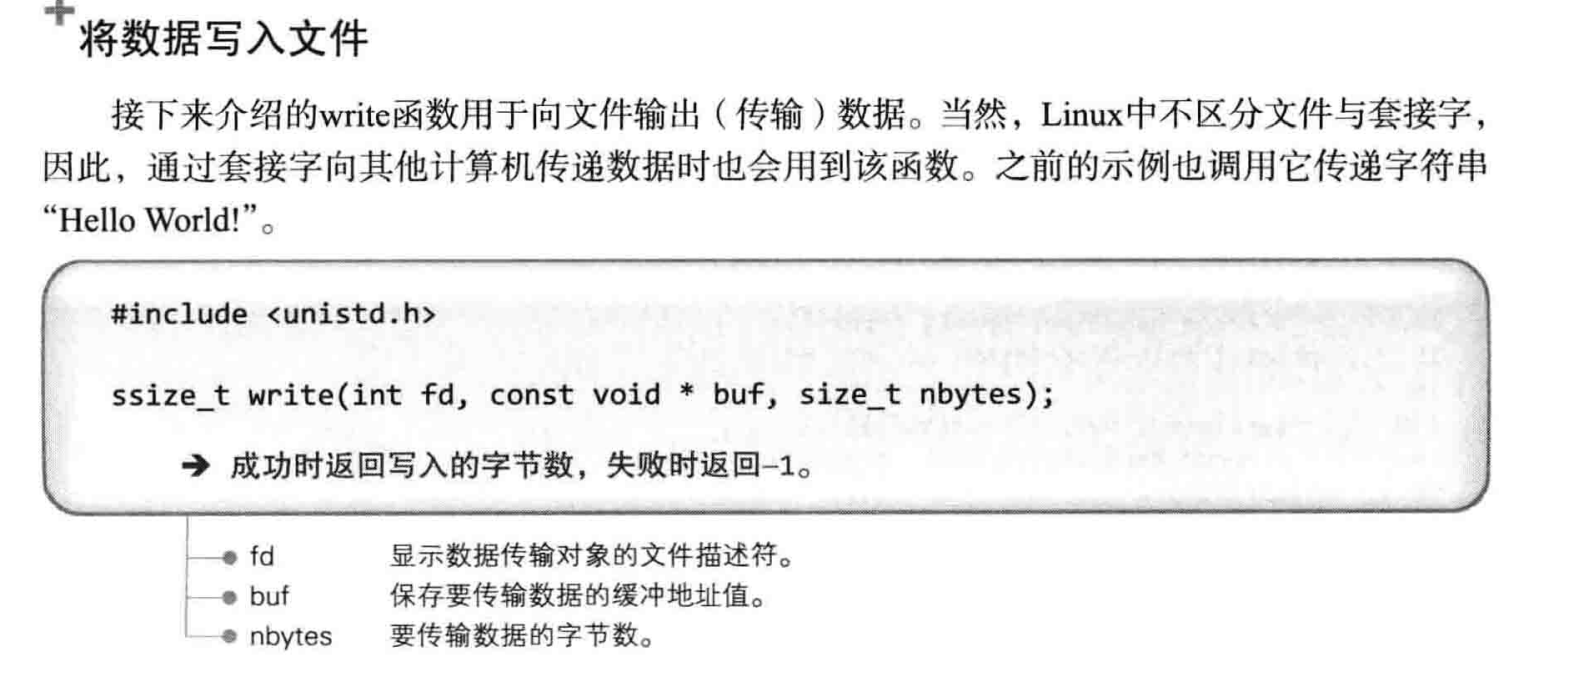 将数据写入文件
接下来介绍的write函数用于向文件输出（传输）数据。当然，Linux中不区分文件与套接字，
因此，通过套接字向其他计算机传递数据时也会用到该函数。之前的示例也调用它传递字符串
“Hello World!”。
#include <unistd.h>
ssize_t write(int fd, const void * buf, size_t nbytes);
➔ 成功时返回写入的字节数，失败时返回–1。
● fd 显示数据传输对象的文件描述符。
● buf 保存要传输数据的缓冲地址值。
● nbytes 要传输数据的字节数。